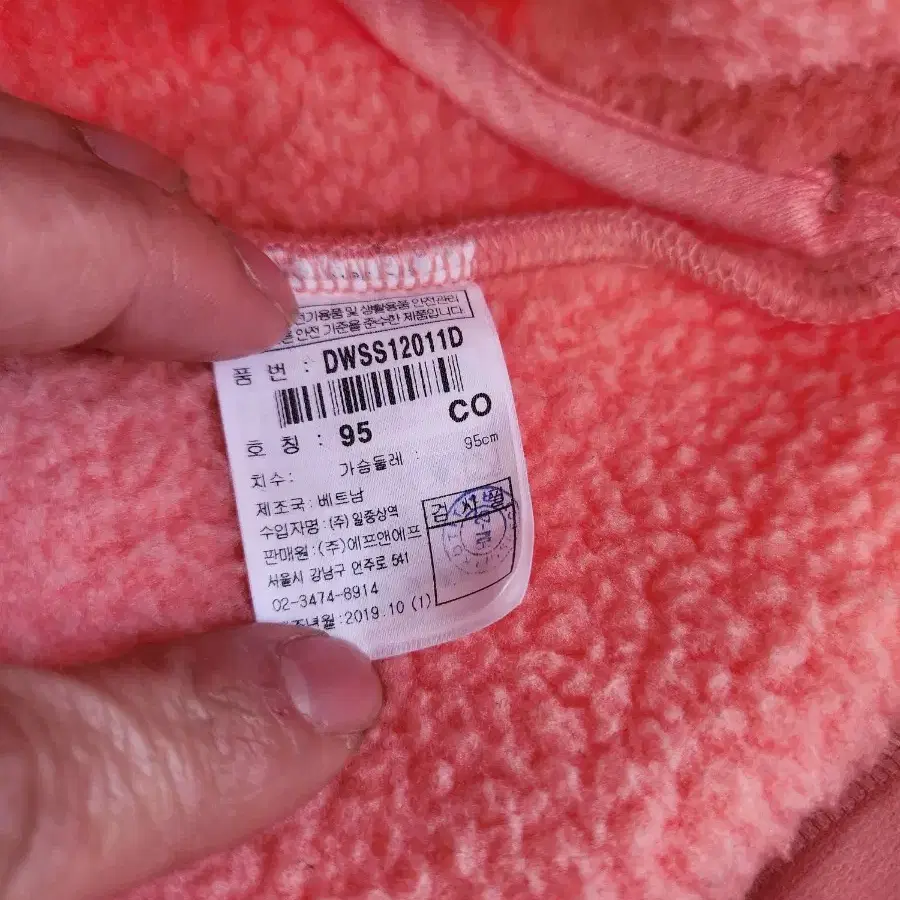 전기용품 및 생활용품 안전관리
안전 기준을 준수한 제품입니다.
품 번 : DWSS12011D
CO
호 칭 : 95
치수: 가슴둘레 : 95cm
제조국: 베트남
수입자명:(주) 일중상역
판매원:(주)에프앤에프
서울시 강남구 언주로 541
02-3474-8914
제조년월:2019.10 (1)
검 사